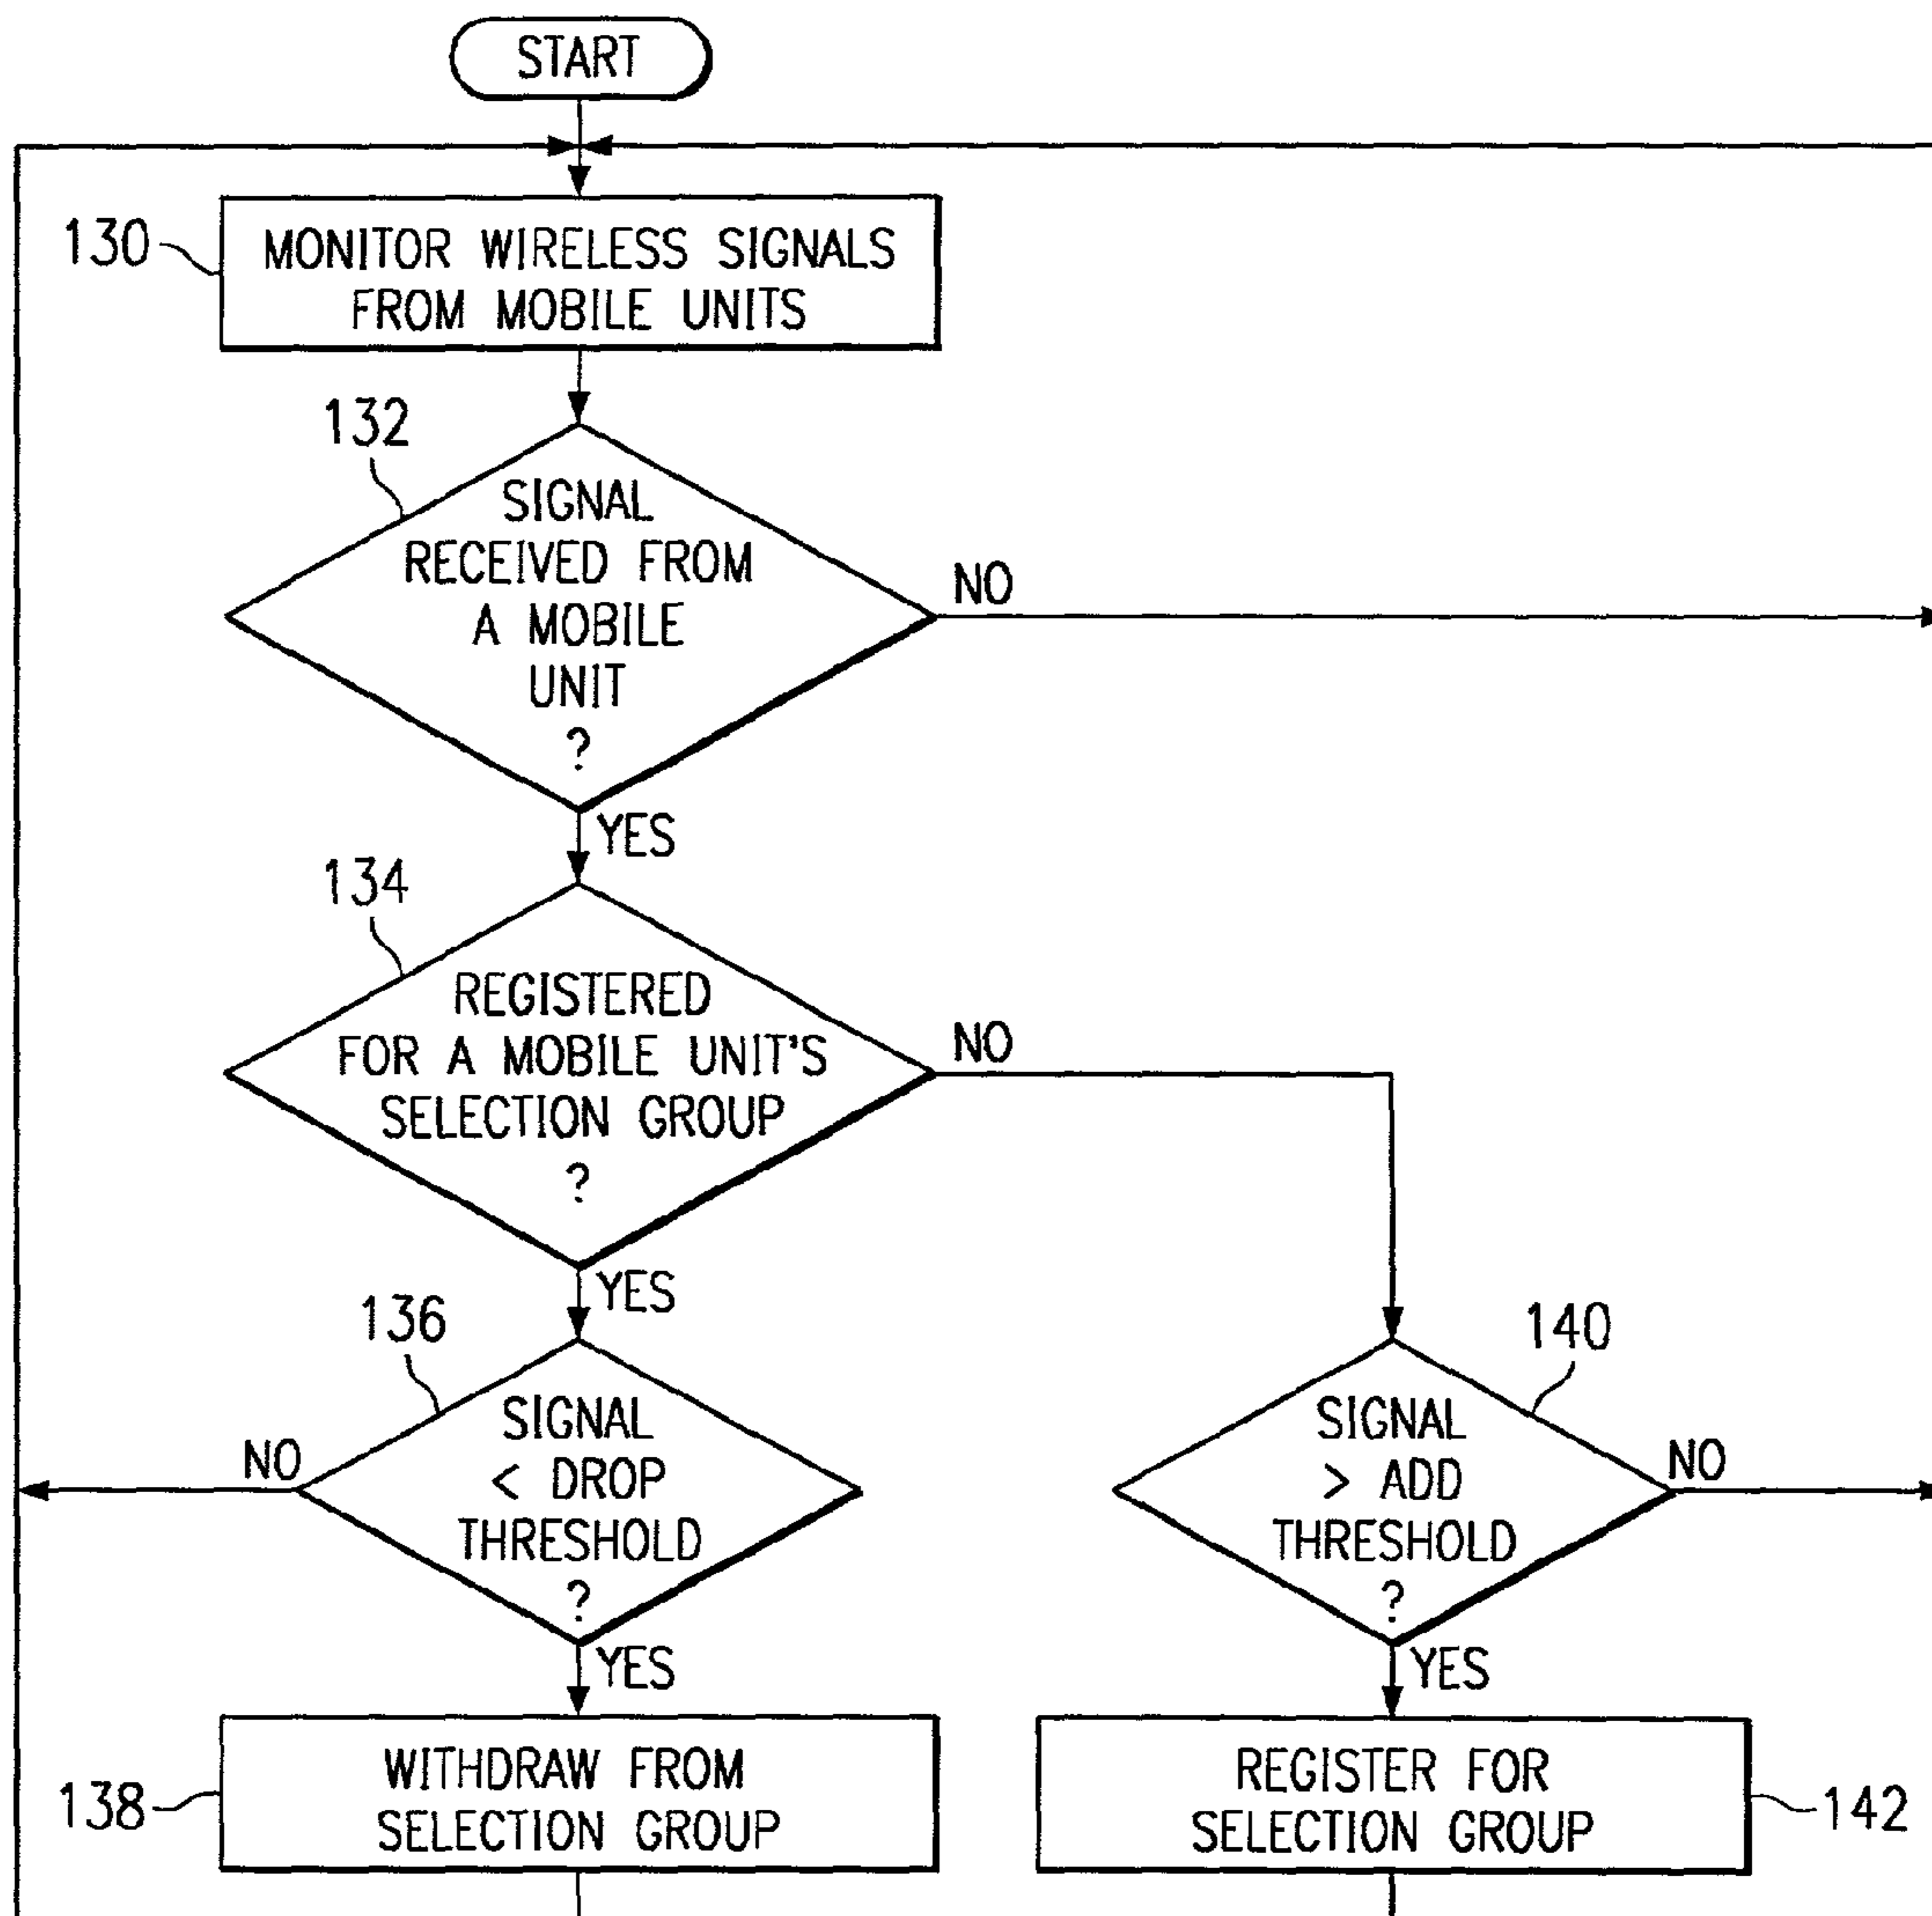 START
130
MONITOR WIRELESS SIGNALS
FROM MOBILE UNITS
132
SIGNAL
RECEIVED FROM
A MOBILE
UNIT
?
NO
YES
134
REGISTERED
FOR A MOBILE UNIT'S
SELECTION GROUP
?
NO
YES
136
SIGNAL
< DROP
THRESHOLD
?
NO
YES
140
SIGNAL
> ADD
THRESHOLD
?
NO
YES
138
WITHDRAW FROM
SELECTION GROUP
REGISTER FOR
SELECTION GROUP
142